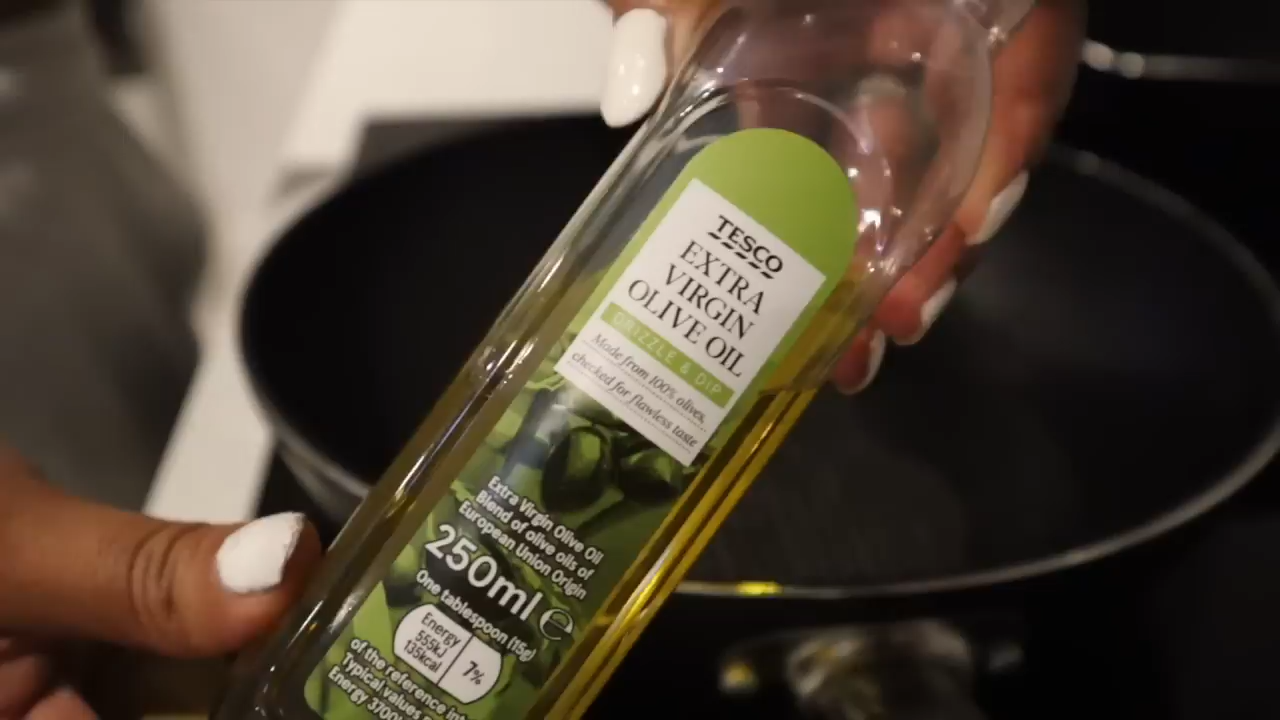 TESCO
EXTRA
VIRGIN
OLIVE OIL
DRIZZLE & DIP
Made from 100% olives,
checked for flawless taste
Extra Virgin Olive Oil
Blend of olive oils of
European Union Origin
250ml e
One tablespoon (15g)
Energy
555kJ
135kcal
7%
of the reference
Typical values
Energy